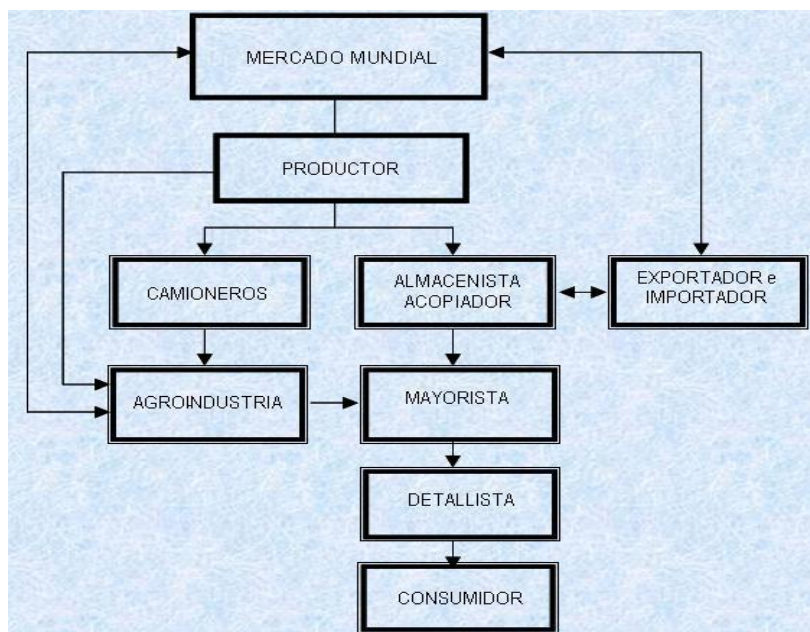 MERCADO MUNDIAL
PRODUCTOR
CAMIONEROS
ALMACENISTA
ACOPIADOR
EXPORTADOR e
IMPORTADOR
AGROINDUSTRIA
MAYORISTA
DETALLISTA
CONSUMIDOR